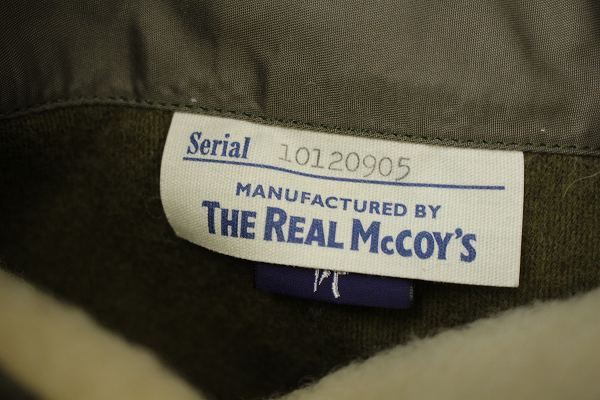 Serial 10120905
MANUFACTURED BY
THE REAL McCOY'S